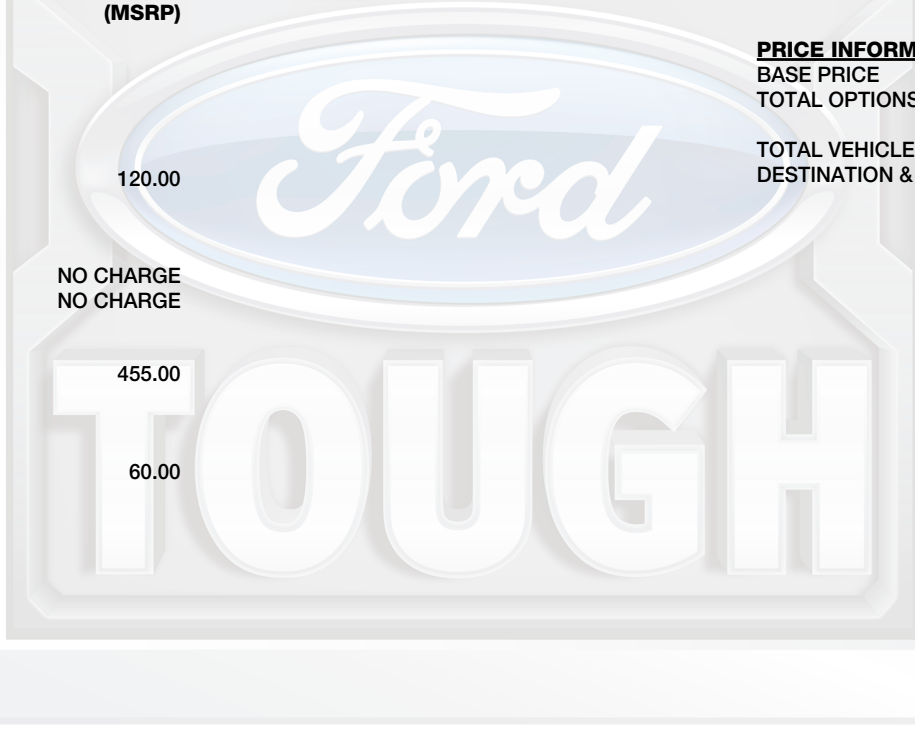 (MSRP)
120.00
NO CHARGE
NO CHARGE
455.00
60.00
PRICE INFORM
BASE PRICE
TOTAL OPTIONS
TOTAL VEHICLE
DESTINATION &
Ford
TOUGH